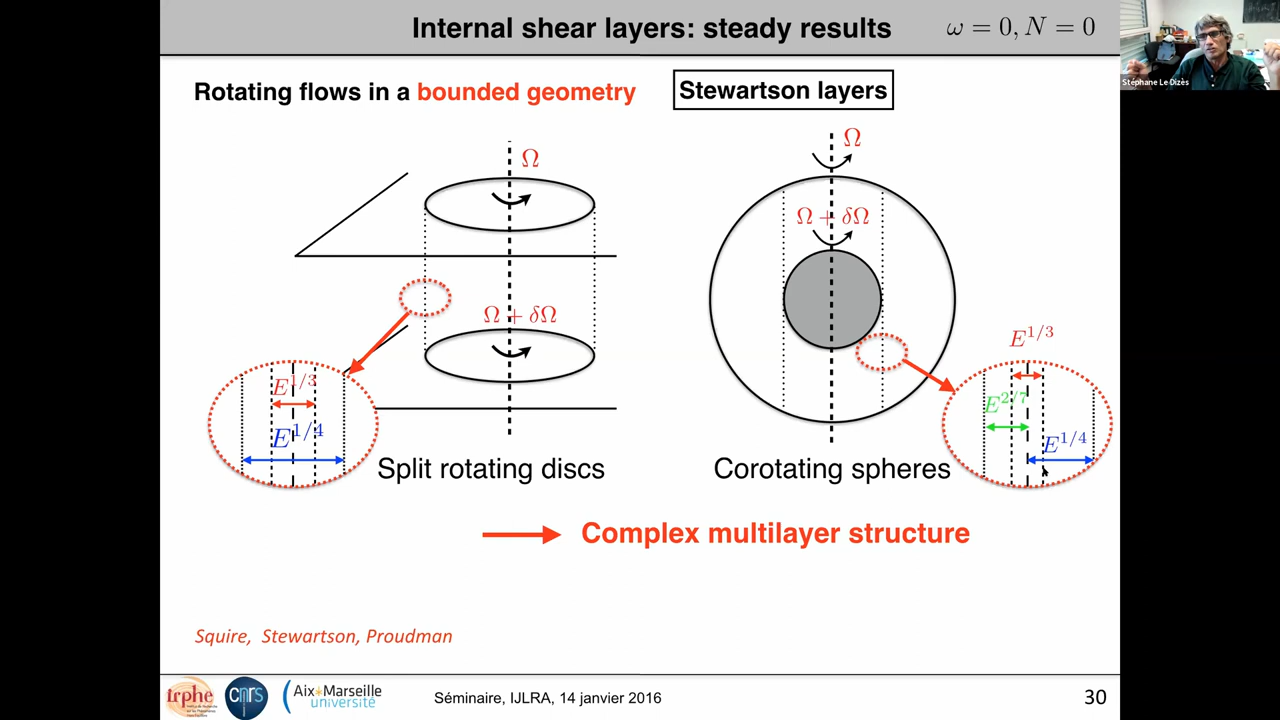 Internal shear layers: steady results
ω = 0, N = 0
Stéphane Le Dizès
Rotating flows in a bounded geometry
Stewartson layers
Ω
Ω + δΩ
E^{1/3}
E^{1/4}
Split rotating discs
Ω
Ω + δΩ
E^{1/3}
E^{2/7}
E^{1/4}
Corotating spheres
Complex multilayer structure
Squire, Stewartson, Proudman
irphe
cnrs
Aix*Marseille
université
Séminaire, IJLRA, 14 janvier 2016
30